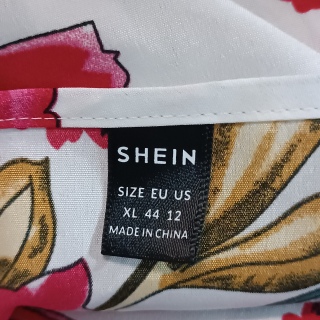 SHEIN
SIZE EU US
XL 44 12
MADE IN CHINA